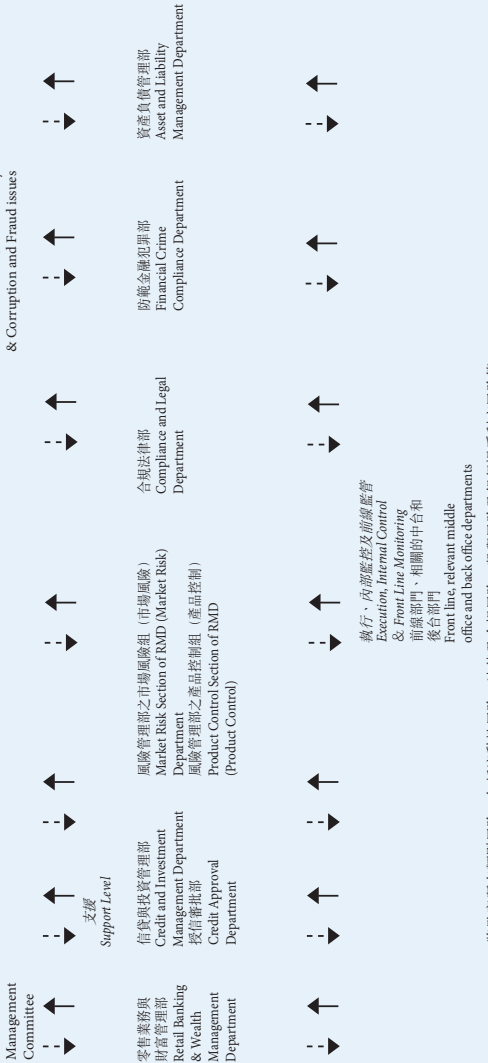 Management
Committee
& Corruption and Fraud issues
支援
Support Level
零售業務與
財富管理部
Retail Banking
& Wealth
Management
Department
信貸與投資管理部
Credit and Investment
Management Department
授信審批部
Credit Approval
Department
風險管理部之市場風險組（市場風險）
Market Risk Section of RMD (Market Risk)
Department
風險管理部之產品控制組（產品控制）
Product Control Section of RMD
(Product Control)
合規法律部
Compliance and Legal
Department
防範金融犯罪部
Financial Crime
Compliance Department
資產負債管理部
Asset and Liability
Management Department
執行、內部監控及前線監管
Execution, Internal Control
& Front Line Monitoring
前線部門、相關的中台和
後台部門
Front line, relevant middle
office and back office departments